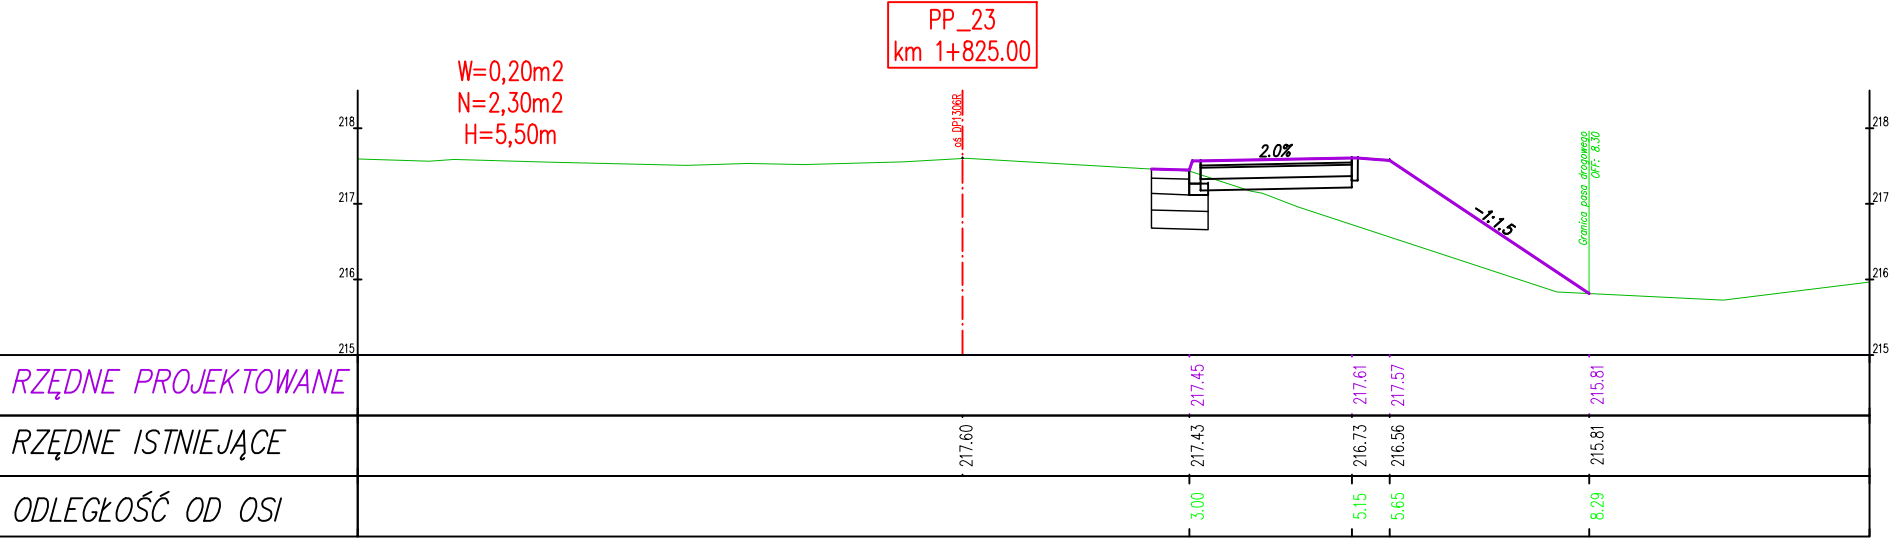 PP_23
km 1+825.00
W=0,20m2
N=2,30m2
H=5,50m
oś DP1306R
218
217
216
215
2.0%
-1:1.5
Granica pasa drogowego
OFF: 8.30
218
217
216
215
RZĘDNE PROJEKTOWANE
217.45
217.61
217.57
215.81
RZĘDNE ISTNIEJĄCE
217.60
217.43
216.73
216.56
215.81
ODLEGŁOŚĆ OD OSI
3.00
5.15
5.65
8.29